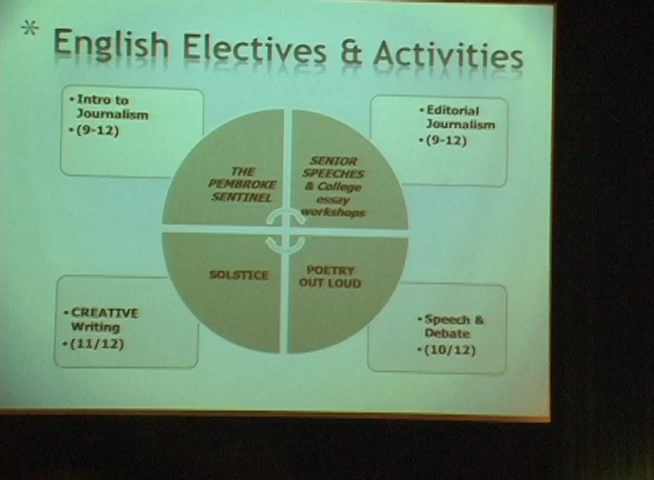 * English Electives & Activities
• Intro to
Journalism
• (9-12)
• Editorial
Journalism
• (9-12)
THE
PEMBROKE
SENTINEL
SENIOR
SPEECHES
& College
essay
workshops
SOLSTICE
POETRY
OUT LOUD
• CREATIVE
Writing
• (11/12)
• Speech &
Debate
• (10/12)